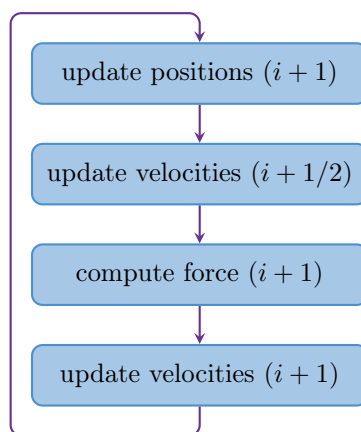 update positions (i + 1)
update velocities (i + 1/2)
compute force (i + 1)
update velocities (i + 1)